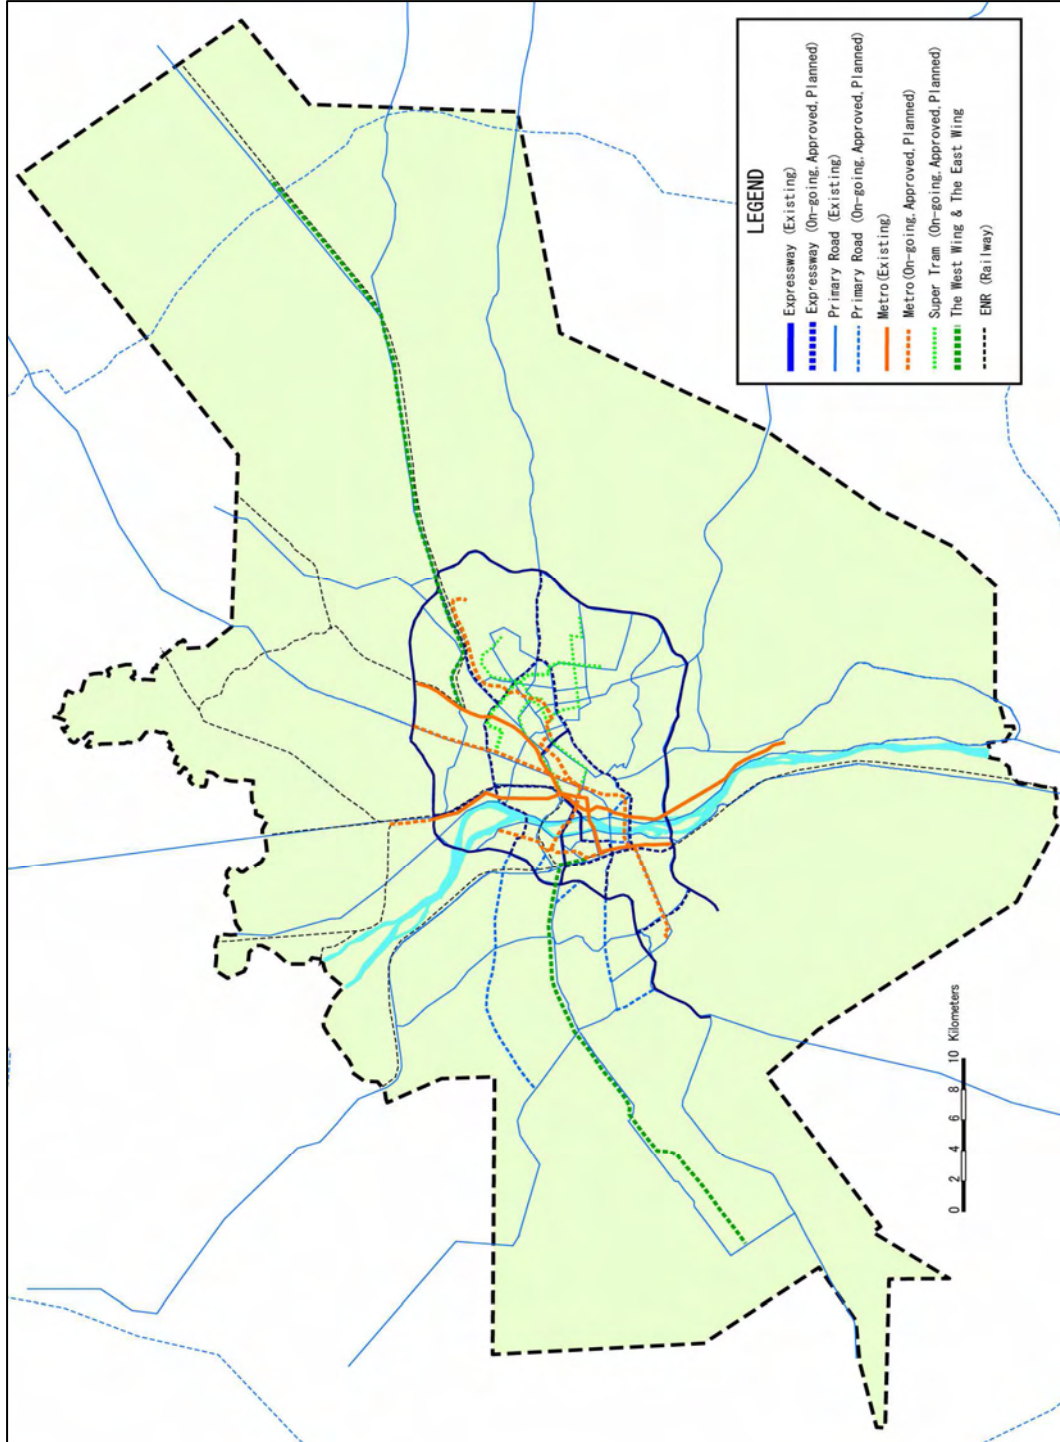 LEGEND
Expressway (Existing)
Expressway (On-going, Approved, Planned)
Primary Road (Existing)
Primary Road (On-going, Approved, Planned)
Metro(Existing)
Metro(On-going, Approved, Planned)
Super Tram (On-going, Approved, Planned)
The West Wing & The East Wing
ENR (Railway)
0 2 4 6 8 10 Kilometers